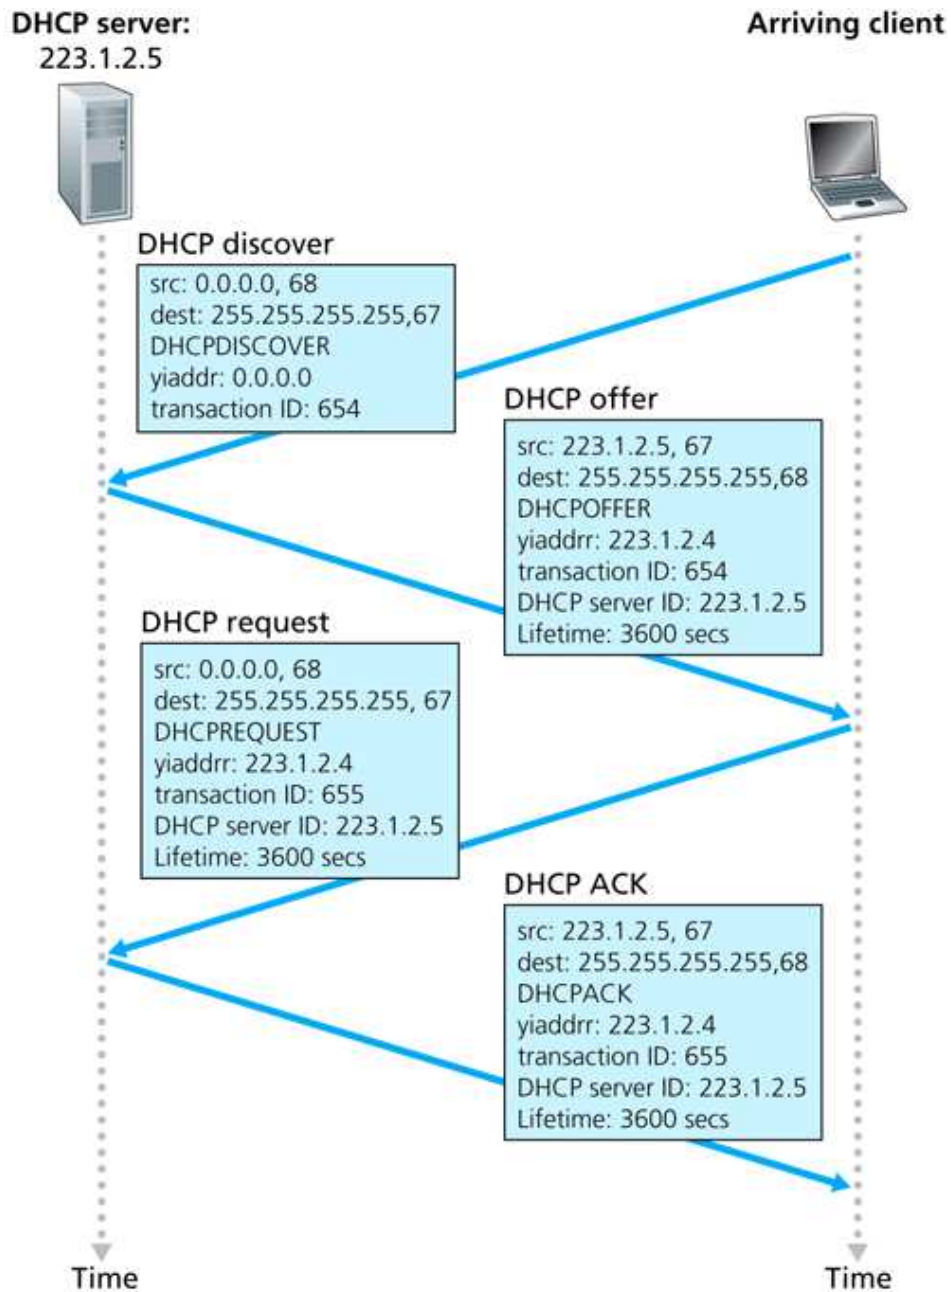 DHCP server:
223.1.2.5
Arriving client
DHCP discover
src: 0.0.0.0, 68
dest: 255.255.255.255,67
DHCPDISCOVER
yiaddr: 0.0.0.0
transaction ID: 654
DHCP offer
src: 223.1.2.5, 67
dest: 255.255.255.255,68
DHCPOFFER
yiaddrr: 223.1.2.4
transaction ID: 654
DHCP server ID: 223.1.2.5
Lifetime: 3600 secs
DHCP request
src: 0.0.0.0, 68
dest: 255.255.255.255, 67
DHCPREQUEST
yiaddrr: 223.1.2.4
transaction ID: 655
DHCP server ID: 223.1.2.5
Lifetime: 3600 secs
DHCP ACK
src: 223.1.2.5, 67
dest: 255.255.255.255,68
DHCPACK
yiaddrr: 223.1.2.4
transaction ID: 655
DHCP server ID: 223.1.2.5
Lifetime: 3600 secs
Time
Time